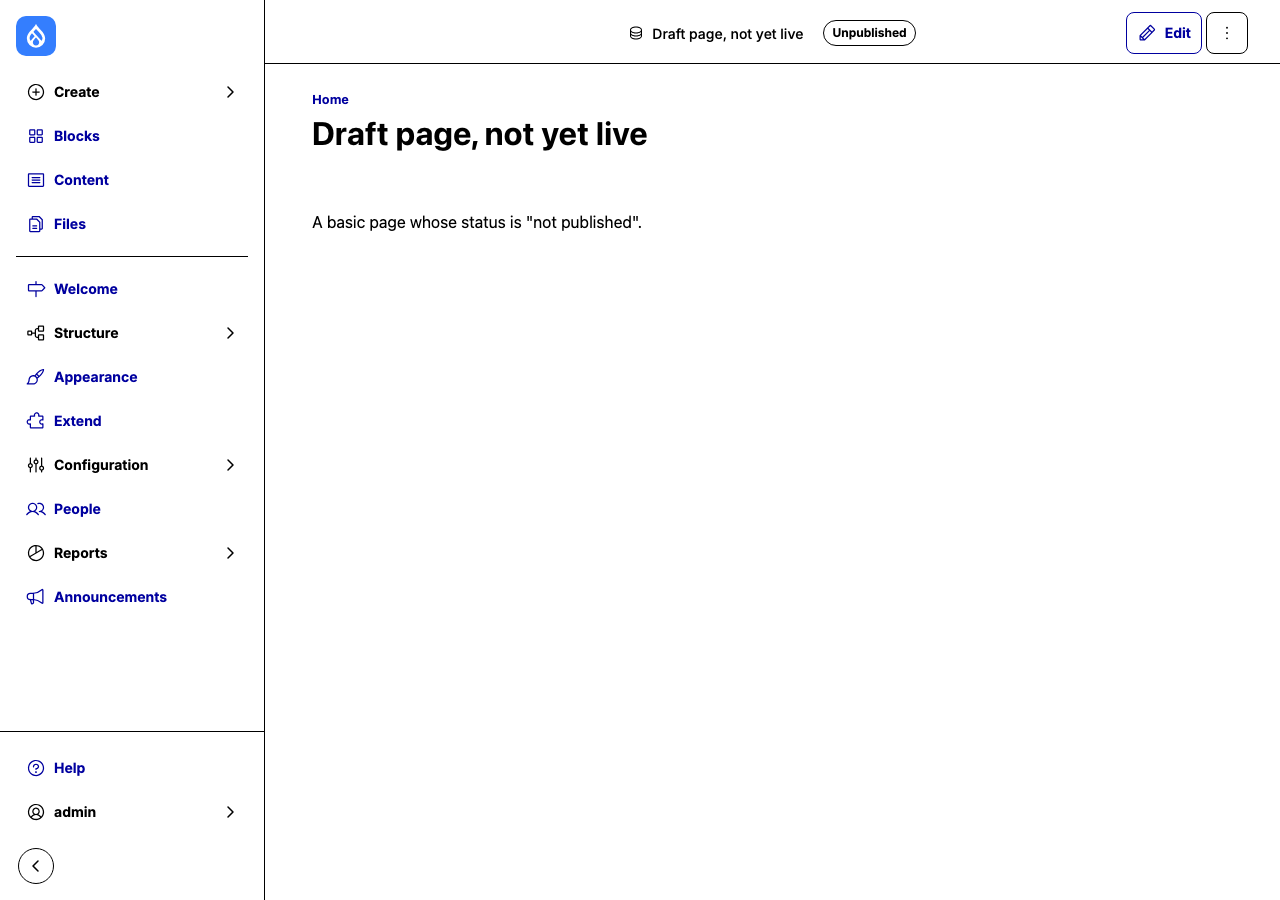 Create
Blocks
Content
Files
Welcome
Structure
Appearance
Extend
Configuration
People
Reports
Announcements
Help
admin
Draft page, not yet live
Unpublished
Edit
Home
Draft page, not yet live
A basic page whose status is "not published".